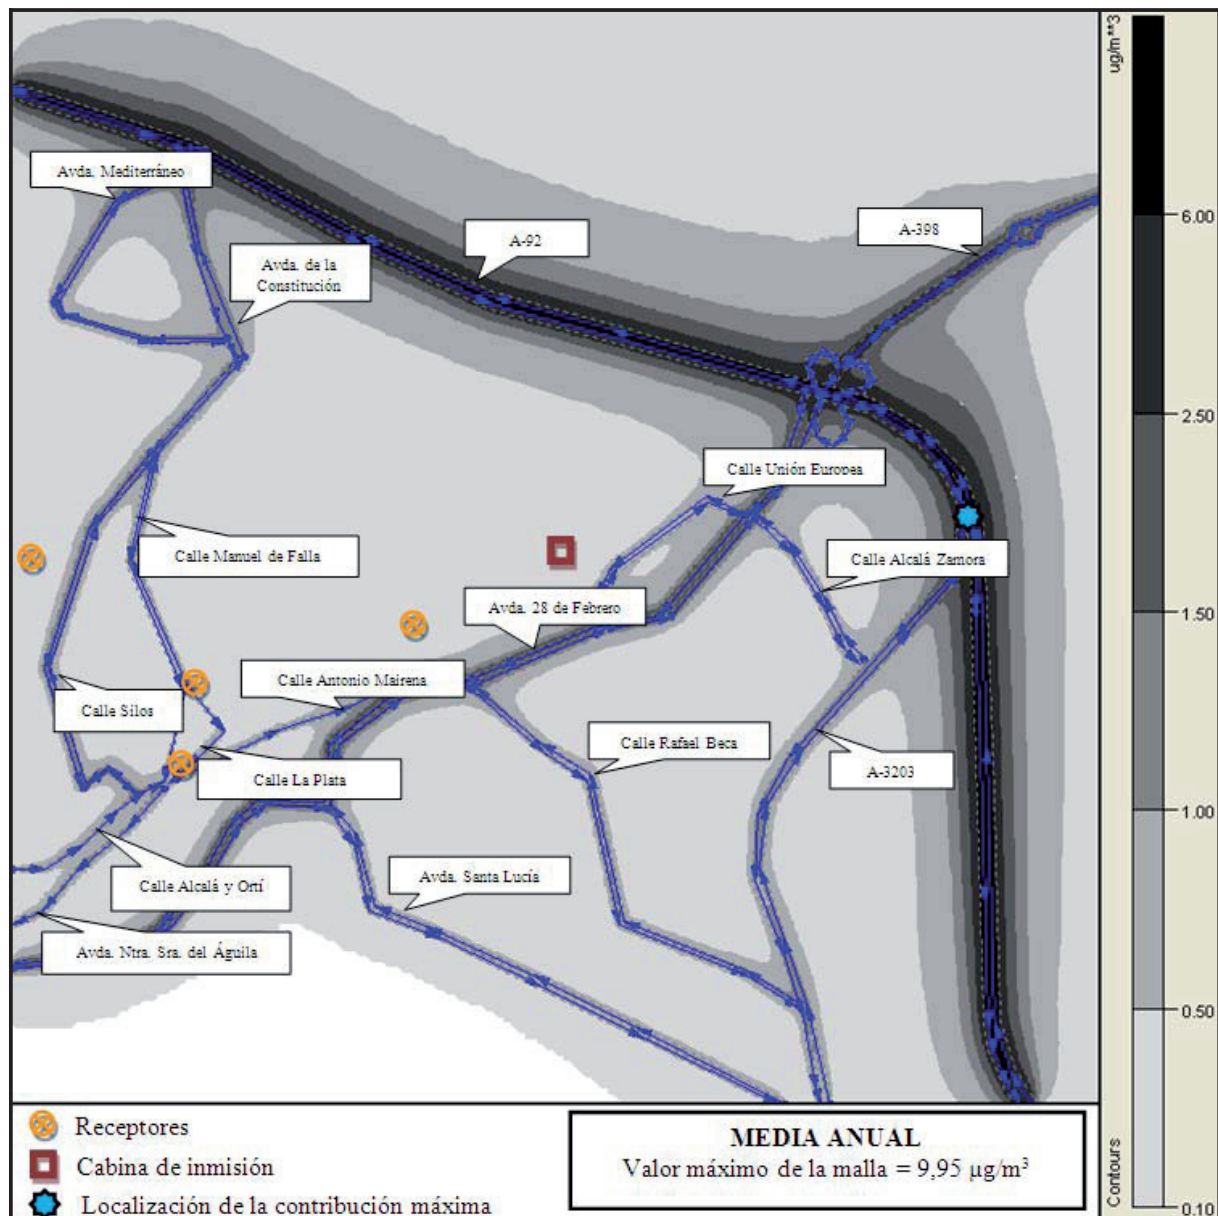 ug/m**3
Avda. Mediterráneo
A-398
A-92
6.00
Avda. de la
Constitución
2.50
Calle Unión Europea
Calle Manuel de Falla
Calle Alcalá Zamora
Avda. 28 de Febrero
1.50
Calle Antonio Mairena
Calle Silos
Calle Rafael Beca
Calle La Plata
A-3203
1.00
Calle Alcalá y Ortí
Avda. Santa Lucía
Avda. Ntra. Sra. del Águila
0.50
Receptores
Cabina de inmisión
Localización de la contribución máxima
MEDIA ANUAL
Valor máximo de la malla = 9,95 µg/m³
Contours
0.10